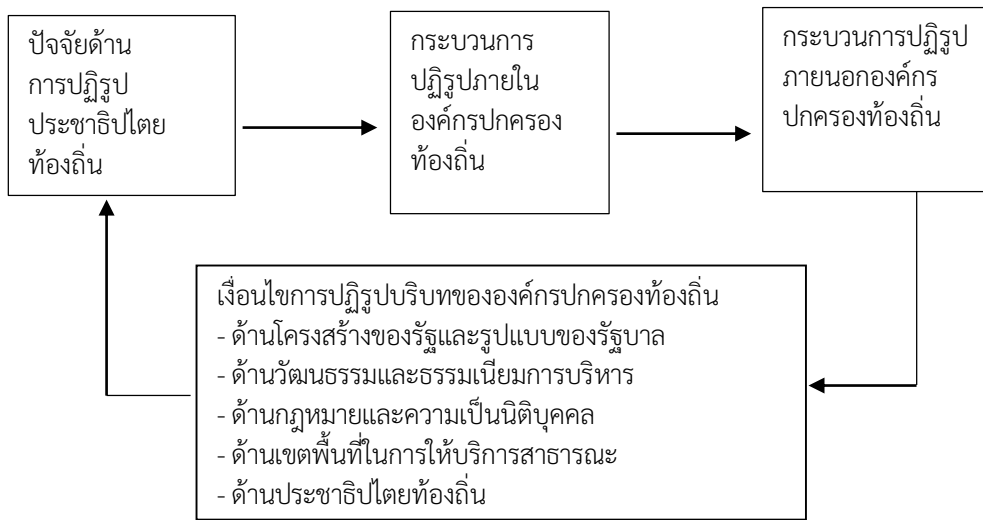 ปัจจัยด้าน
การปฏิรูป
ประชาธิปไตย
ท้องถิ่น
กระบวนการ
ปฏิรูปภายใน
องค์กรปกครอง
ท้องถิ่น
กระบวนการปฏิรูป
ภายนอกองค์กร
ปกครองท้องถิ่น
เงื่อนไขการปฏิรูปบริบทขององค์กรปกครองท้องถิ่น
- ด้านโครงสร้างของรัฐและรูปแบบของรัฐบาล
- ด้านวัฒนธรรมและธรรมเนียมการบริหาร
- ด้านกฎหมายและความเป็นนิติบุคคล
- ด้านเขตพื้นที่ในการให้บริการสาธารณะ
- ด้านประชาธิปไตยท้องถิ่น